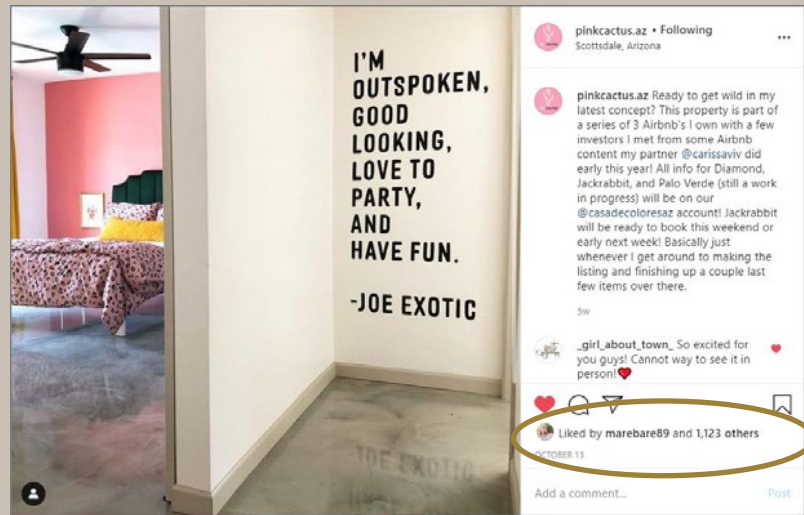 I'M
OUTSPOKEN,
GOOD
LOOKING,
LOVE TO
PARTY,
AND
HAVE FUN.
-JOE EXOTIC
JOE EXOTIC
pinkcactus.az • Following
Scottsdale, Arizona
pinkcactus.az Ready to get wild in my
latest concept? This property is part of
a series of 3 Airbnb's I own with a few
investors I met from some Airbnb
content my partner @carissaviv did
early this year! All info for Diamond,
Jackrabbit, and Palo Verde (still a work
in progress) will be on our
@casadecoloresaz account! Jackrabbit
will be ready to book this weekend or
early next week! Basically just
whenever I get around to making the
listing and finishing up a couple last
few items over there.
5w
_girl_about_town_ So excited for
you guys! Cannot way to see it in
person!
Liked by marebare89 and 1,123 others
OCTOBER 13
Add a comment...
Post